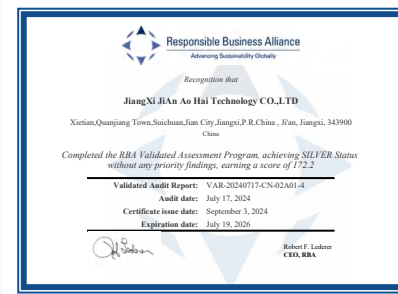 Responsible Business Alliance
Advancing Sustainability Globally
Recognition that
JiangXi JiAn Ao Hai Technology CO.,LTD
Xietian,Quanjiang Town,Suichuan,Jian City,Jiangxi,P.R.China , Ji'an, Jiangxi, 343900
China
Completed the RBA Validated Assessment Program, achieving SILVER Status
without any priority findings, earning a score of 172.2
Validated Audit Report: VAR-20240717-CN-02A01-4
Audit date: July 17, 2024
Certificate issue date: September 3, 2024
Expiration date: July 19, 2026
Robert F. Lederer
CEO, RBA